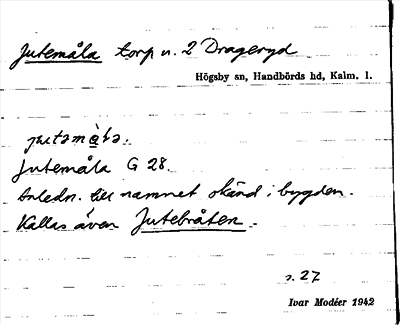 Jutemåla torp u. 2 Drageryd
Högsby sn, Handbörds hd, Kalm. l.
Jutemåla G 28.
Anledn. till namnet okänd i bygden.
Kallas även Jutebråten.
s. 27
Ivar Modéer 1942